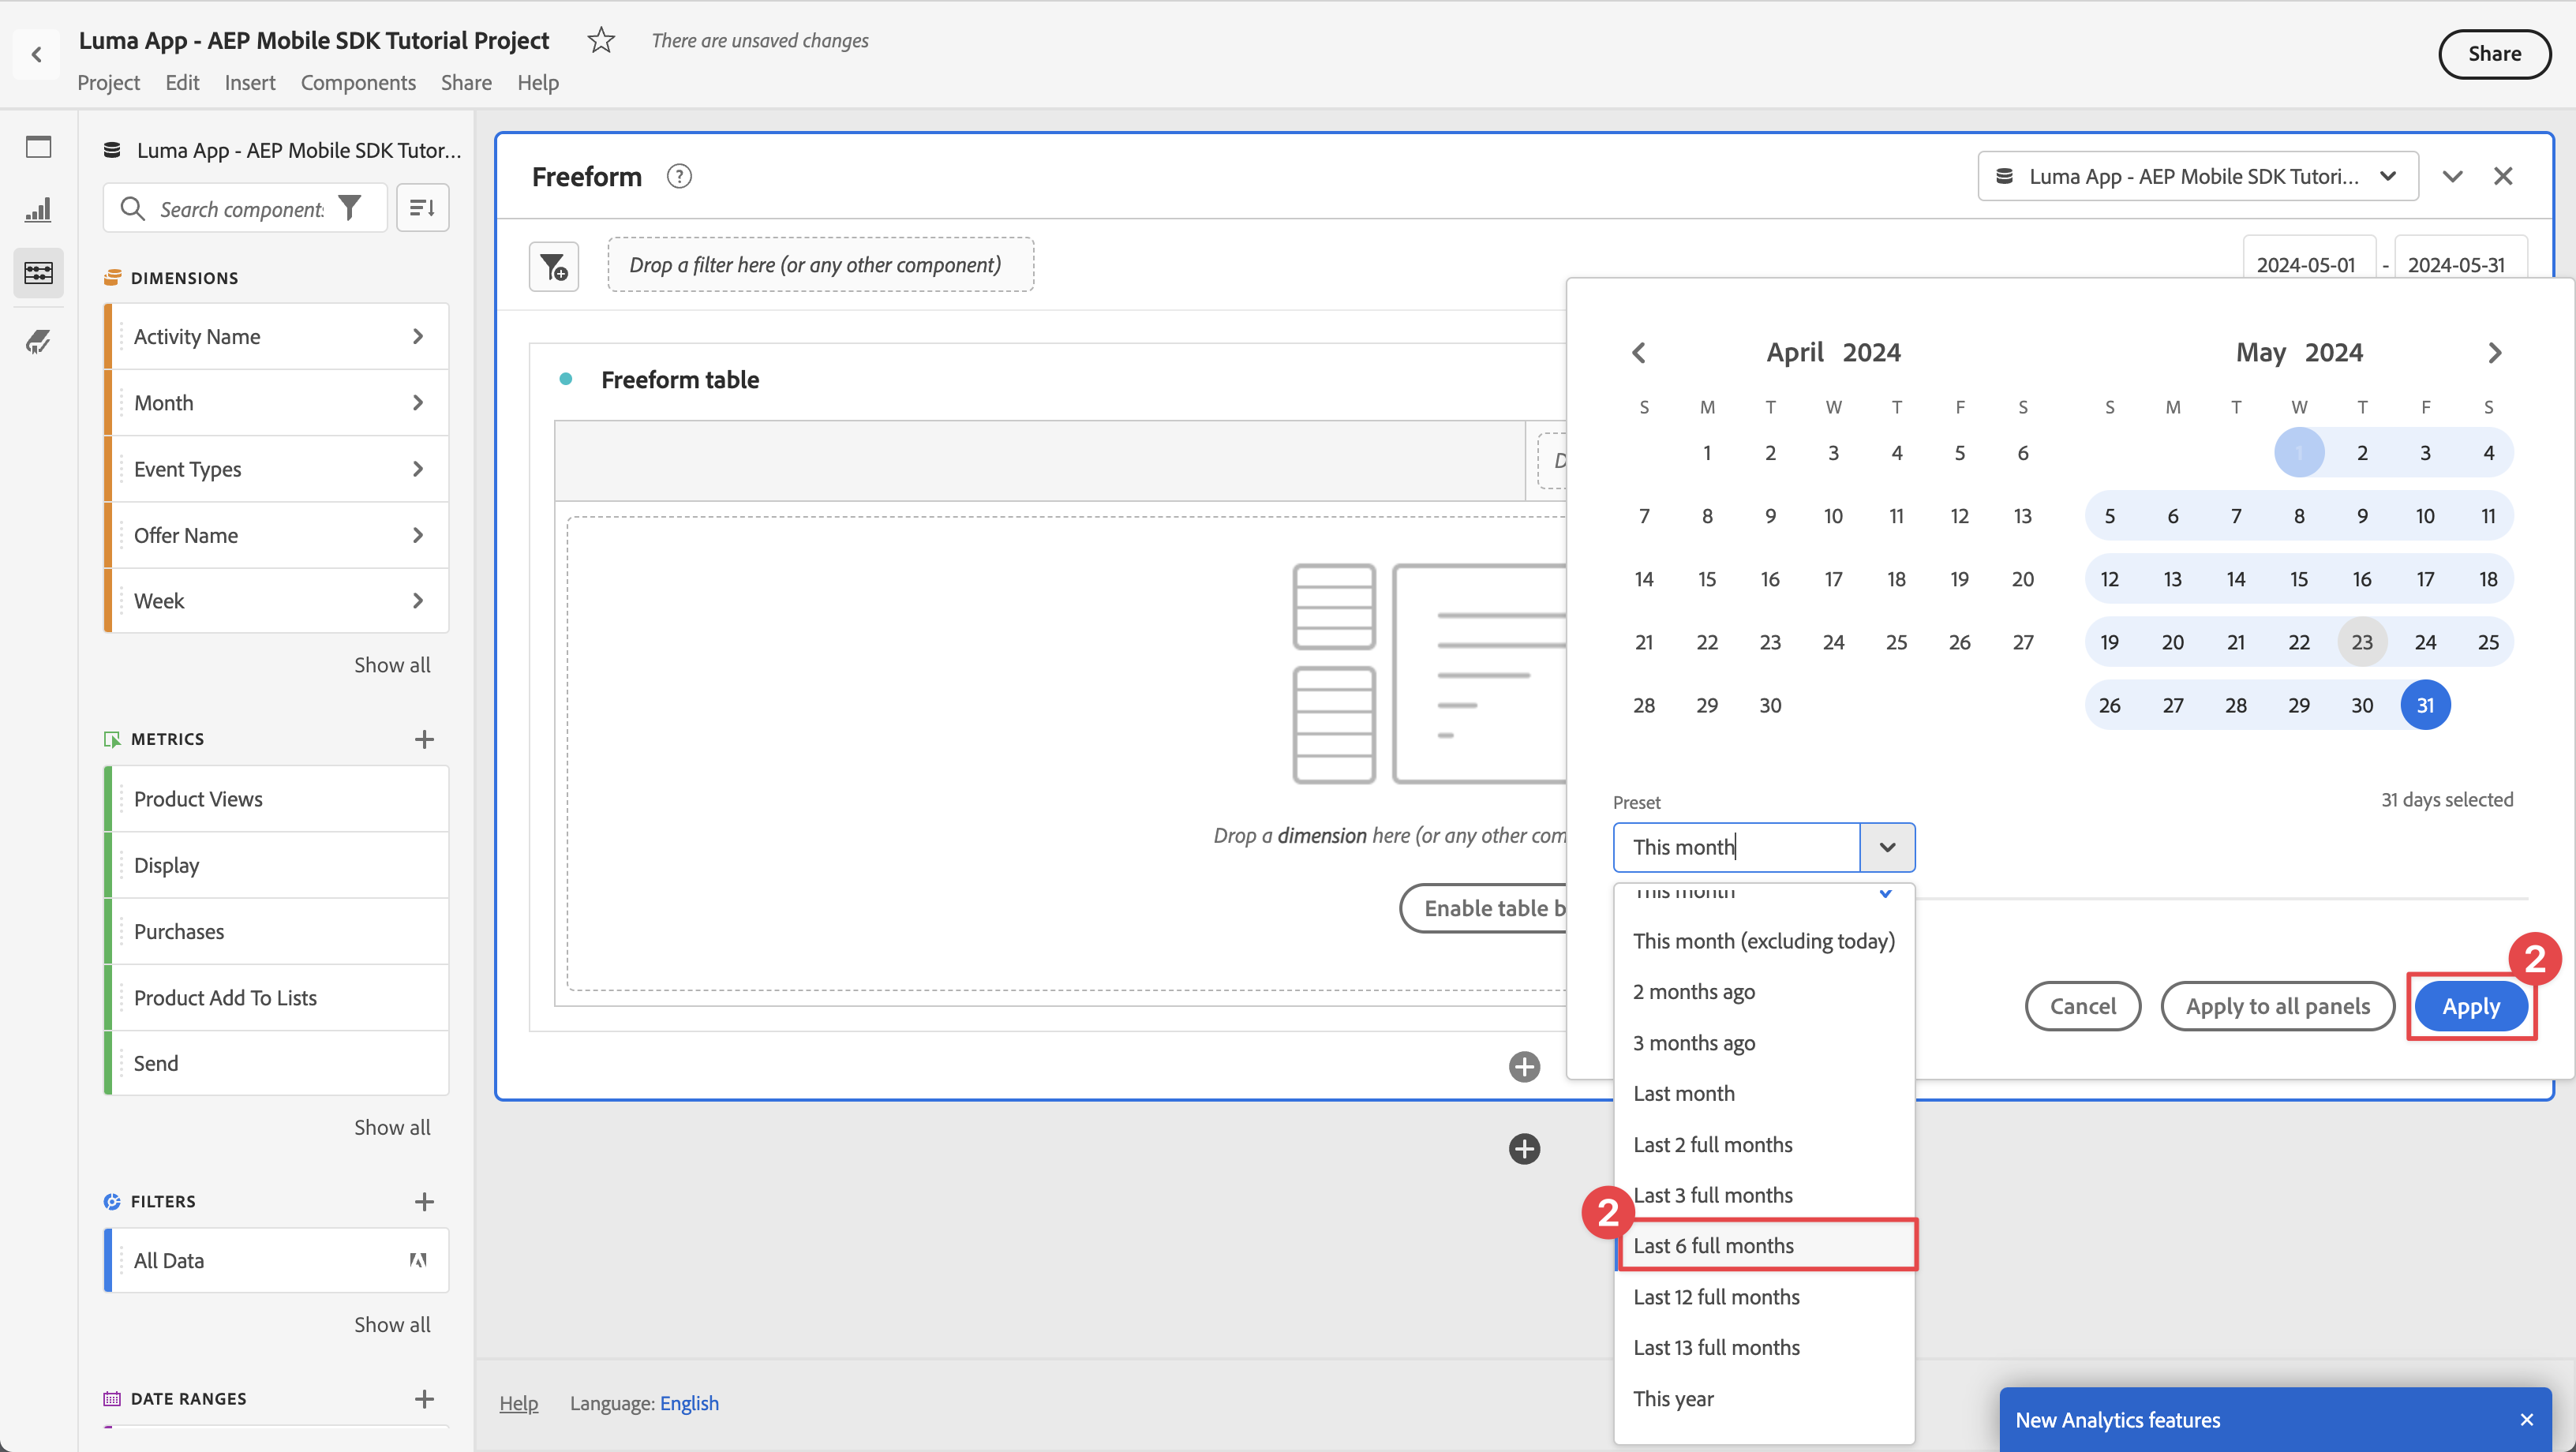 Luma App - AEP Mobile SDK Tutorial Project
There are unsaved changes
Share
Project Edit Insert Components Share Help
Luma App - AEP Mobile SDK Tutor...
Search component
DIMENSIONS
Activity Name
Month
Event Types
Offer Name
Week
Show all
METRICS
Product Views
Display
Purchases
Product Add To Lists
Send
Show all
FILTERS
All Data
Show all
DATE RANGES
Freeform ?
Luma App - AEP Mobile SDK Tutori...
Drop a filter here (or any other component)
2024-05-01 - 2024-05-31
Freeform table
D
Drop a dimension here (or any other com
Enable table b
April 2024
S M T W T F S
1 2 3 4 5 6
7 8 9 10 11 12 13
14 15 16 17 18 19 20
21 22 23 24 25 26 27
28 29 30
May 2024
S M T W T F S
1 2 3 4
5 6 7 8 9 10 11
12 13 14 15 16 17 18
19 20 21 22 23 24 25
26 27 28 29 30 31
Preset
31 days selected
This month
This month
This month (excluding today)
2 months ago
3 months ago
Last month
Last 2 full months
Last 3 full months
2
Last 6 full months
Last 12 full months
Last 13 full months
This year
2
Cancel
Apply to all panels
Apply
Help
Language: English
New Analytics features